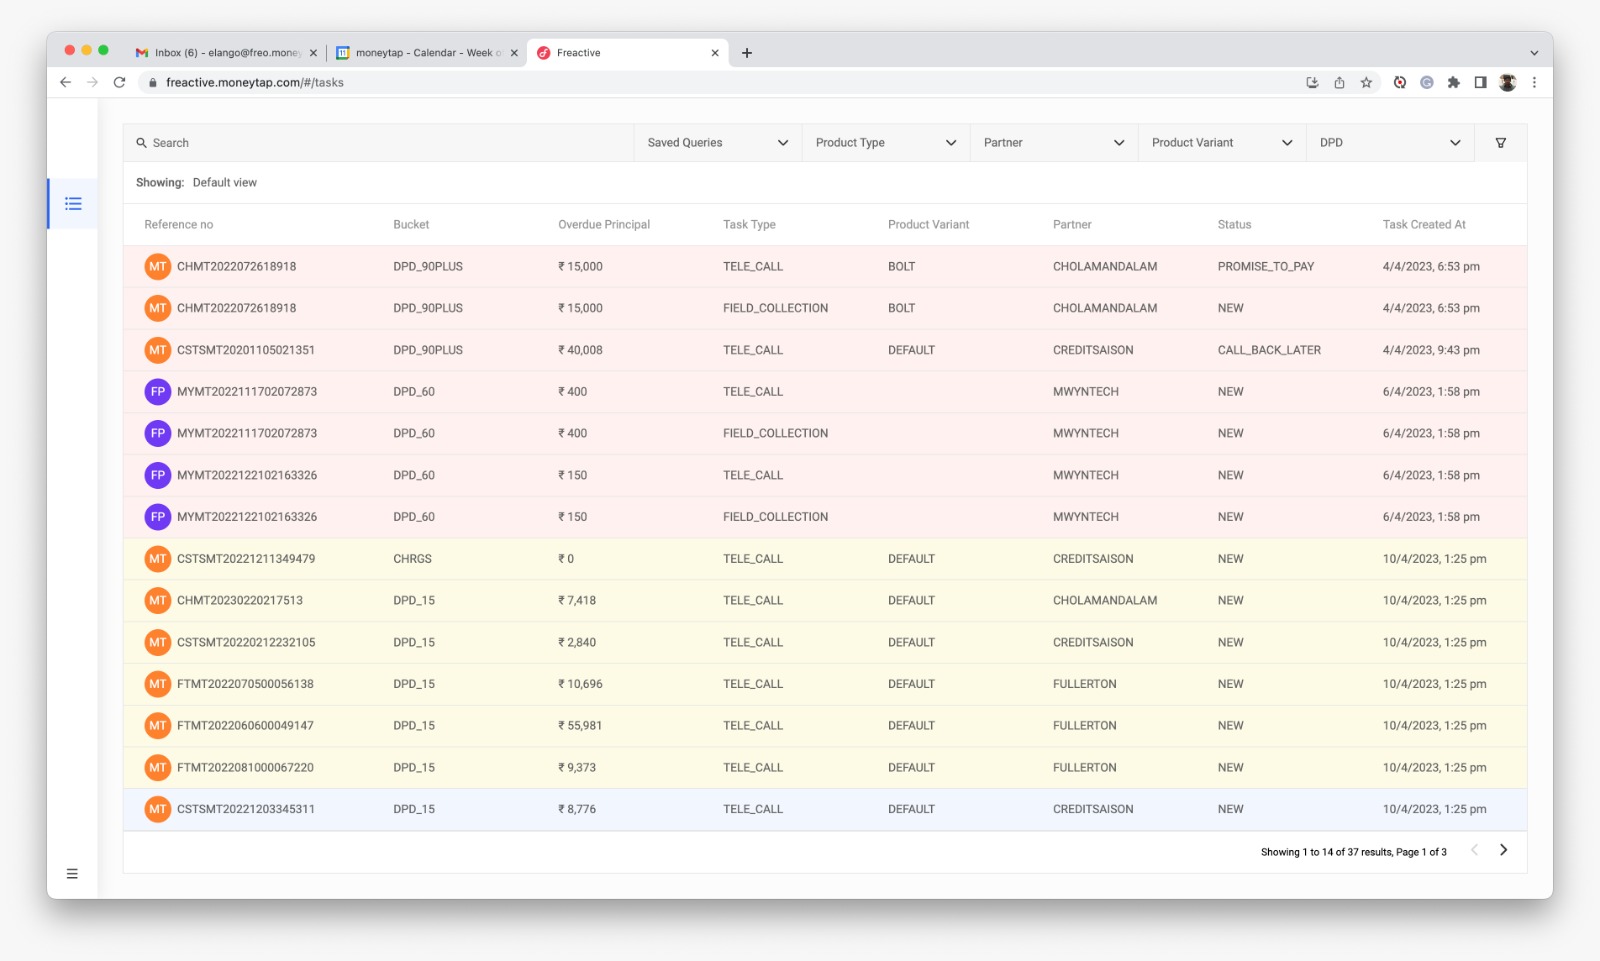 Inbox (6) - elango@freo.money
moneytap - Calendar - Week o
Freactive
freactive.moneytap.com/#/tasks
Search
Saved Queries
Product Type
Partner
Product Variant
DPD
Showing: Default view
Reference no Bucket Overdue Principal Task Type Product Variant Partner Status Task Created At
MT CHMT2022072618918 DPD_90PLUS ₹ 15,000 TELE_CALL BOLT CHOLAMANDALAM PROMISE_TO_PAY 4/4/2023, 6:53 pm
MT CHMT2022072618918 DPD_90PLUS ₹ 15,000 FIELD_COLLECTION BOLT CHOLAMANDALAM NEW 4/4/2023, 6:53 pm
MT CSTSMT20201105021351 DPD_90PLUS ₹ 40,008 TELE_CALL DEFAULT CREDITSAISON CALL_BACK_LATER 4/4/2023, 9:43 pm
FP MYMT2022111702072873 DPD_60 ₹ 400 TELE_CALL MWYNTECH NEW 6/4/2023, 1:58 pm
FP MYMT2022111702072873 DPD_60 ₹ 400 FIELD_COLLECTION MWYNTECH NEW 6/4/2023, 1:58 pm
FP MYMT2022122102163326 DPD_60 ₹ 150 TELE_CALL MWYNTECH NEW 6/4/2023, 1:58 pm
FP MYMT2022122102163326 DPD_60 ₹ 150 FIELD_COLLECTION MWYNTECH NEW 6/4/2023, 1:58 pm
MT CSTSMT20221211349479 CHRGS ₹ 0 TELE_CALL DEFAULT CREDITSAISON NEW 10/4/2023, 1:25 pm
MT CHMT20230220217513 DPD_15 ₹ 7,418 TELE_CALL DEFAULT CHOLAMANDALAM NEW 10/4/2023, 1:25 pm
MT CSTSMT20220212232105 DPD_15 ₹ 2,840 TELE_CALL DEFAULT CREDITSAISON NEW 10/4/2023, 1:25 pm
MT FTMT2022070500056138 DPD_15 ₹ 10,696 TELE_CALL DEFAULT FULLERTON NEW 10/4/2023, 1:25 pm
MT FTMT2022060600049147 DPD_15 ₹ 55,981 TELE_CALL DEFAULT FULLERTON NEW 10/4/2023, 1:25 pm
MT FTMT2022081000067220 DPD_15 ₹ 9,373 TELE_CALL DEFAULT FULLERTON NEW 10/4/2023, 1:25 pm
MT CSTSMT20221203345311 DPD_15 ₹ 8,776 TELE_CALL DEFAULT CREDITSAISON NEW 10/4/2023, 1:25 pm
Showing 1 to 14 of 37 results, Page 1 of 3